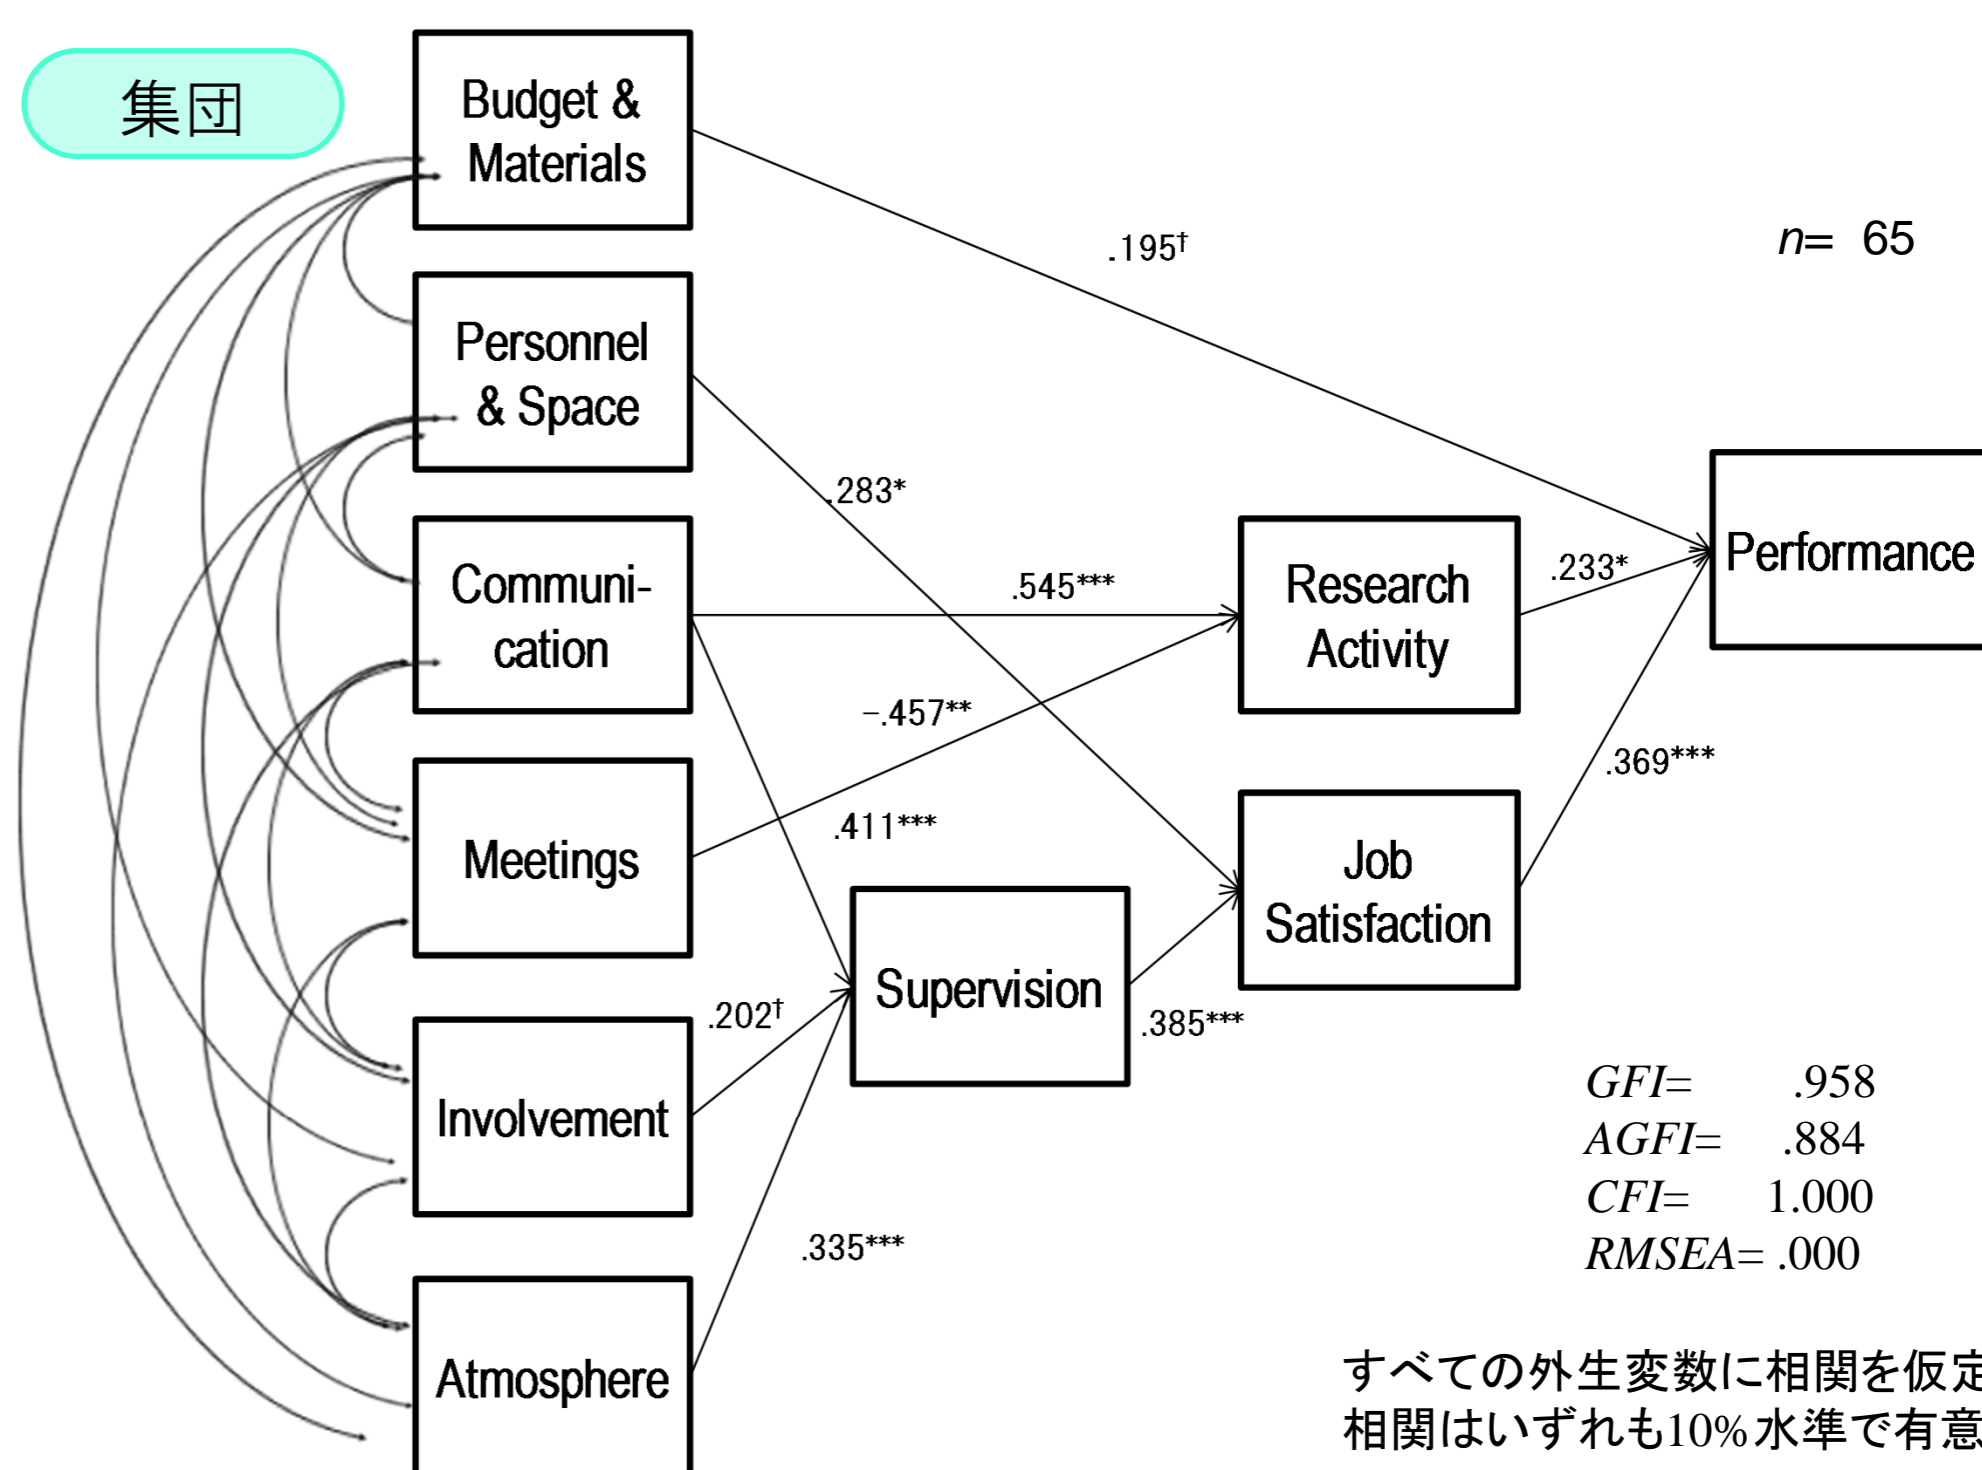 集団
Budget &
Materials
.195†
n= 65
Personnel
& Space
.283*
Communi-
cation
.545***
Research
Activity
.233*
Performance
-.457**
.369***
Meetings
.411***
Job
Satisfaction
Supervision
.202†
.385***
Involvement
GFI= .958
AGFI= .884
CFI= 1.000
RMSEA= .000
.335***
Atmosphere
すべての外生変数に相関を仮定
相関はいずれも10%水準で有意